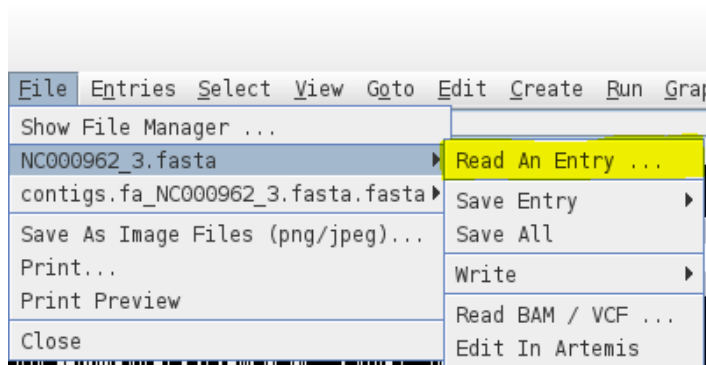 File Entries Select View Goto Edit Create Run Gra
Show File Manager ...
NC000962_3.fasta
contigs.fa_NC000962_3.fasta.fasta
Save As Image Files (png/jpeg)...
Print...
Print Preview
Close
Read An Entry ...
Save Entry
Save All
Write
Read BAM / VCF ...
Edit In Artemis